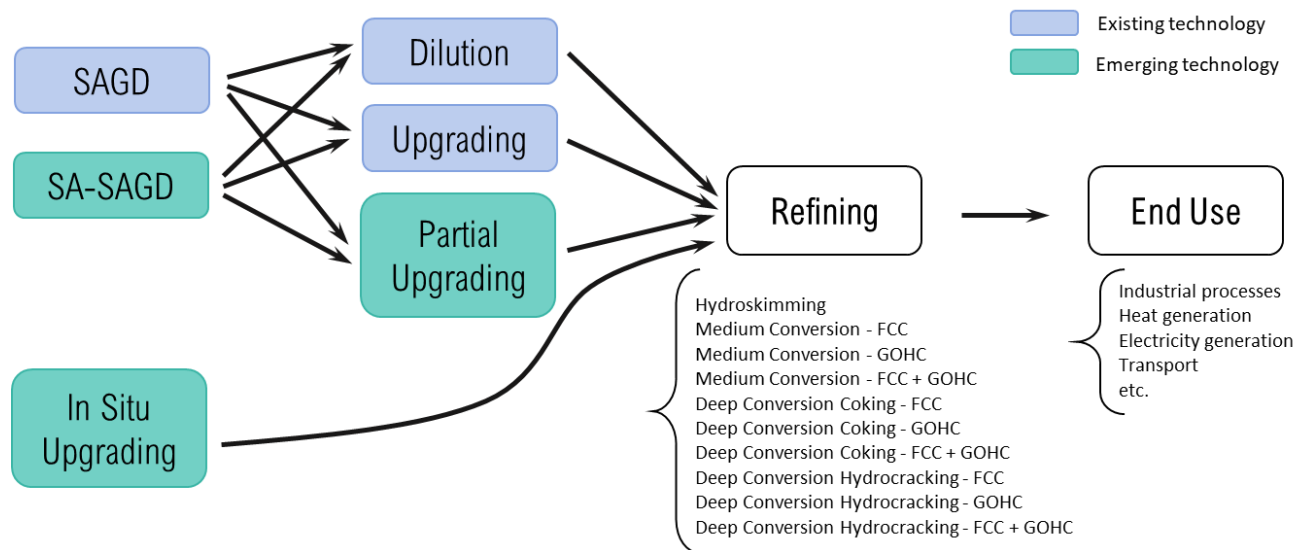 Existing technology
Emerging technology
SAGD
SA-SAGD
In Situ
Upgrading
Dilution
Upgrading
Partial
Upgrading
Refining
Hydroskimming
Medium Conversion - FCC
Medium Conversion - GOHC
Medium Conversion - FCC + GOHC
Deep Conversion Coking - FCC
Deep Conversion Coking - GOHC
Deep Conversion Coking - FCC + GOHC
Deep Conversion Hydrocracking - FCC
Deep Conversion Hydrocracking - GOHC
Deep Conversion Hydrocracking - FCC + GOHC
End Use
Industrial processes
Heat generation
Electricity generation
Transport
etc.